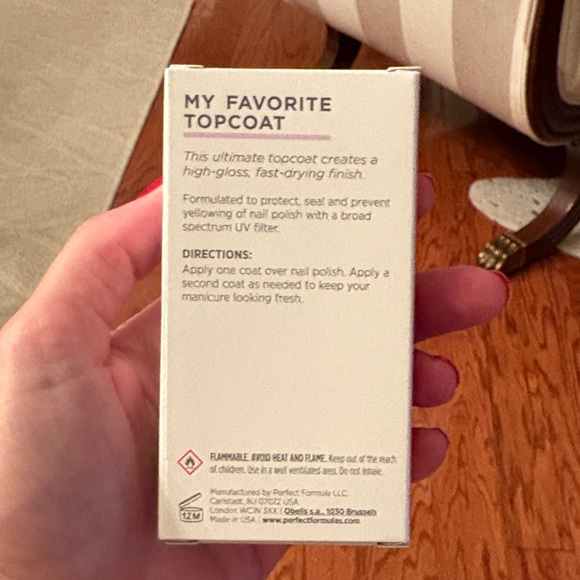 MY FAVORITE
TOPCOAT
This ultimate topcoat creates a
high-gloss, fast-drying finish.
Formulated to protect, seal and prevent
yellowing of nail polish with a broad
spectrum UV filter.
DIRECTIONS:
Apply one coat over nail polish. Apply a
second coat as needed to keep your
manicure looking fresh.
FLAMMABLE. AVOID HEAT AND FLAME. Keep out of the reach
of children. Use in a well ventilated area. Do not inhale.
Manufactured by Perfect Formula LLC.
Carlstadt, NJ 07072 USA
London, WC1N 3XX | Obelis s.a., 1030 Brussels
Made in USA | www.perfectformulas.com
12M